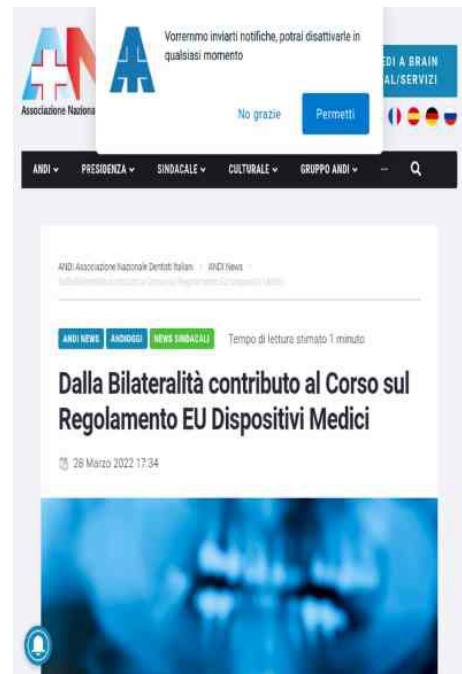 Vorremmo inviarti notifiche, potrai disattivarle in
qualsiasi momento
No grazie
Permetti
EDI A BRAIN
AL/SERVIZI
AN
Associazione Naziona
ANDI
PRESIDENZA
SINDACALE
CULTURALE
GRUPPO ANDI
···
ANDI Associazione Nazionale Dentisti Italiani
ANDI News
ANDI NEWS
ANDIOGGI
NEWS SINDACALI
Tempo di lettura stimato 1 minuto
Dalla Bilateralità contributo al Corso sul
Regolamento EU Dispositivi Medici
28 Marzo 2022 17:34